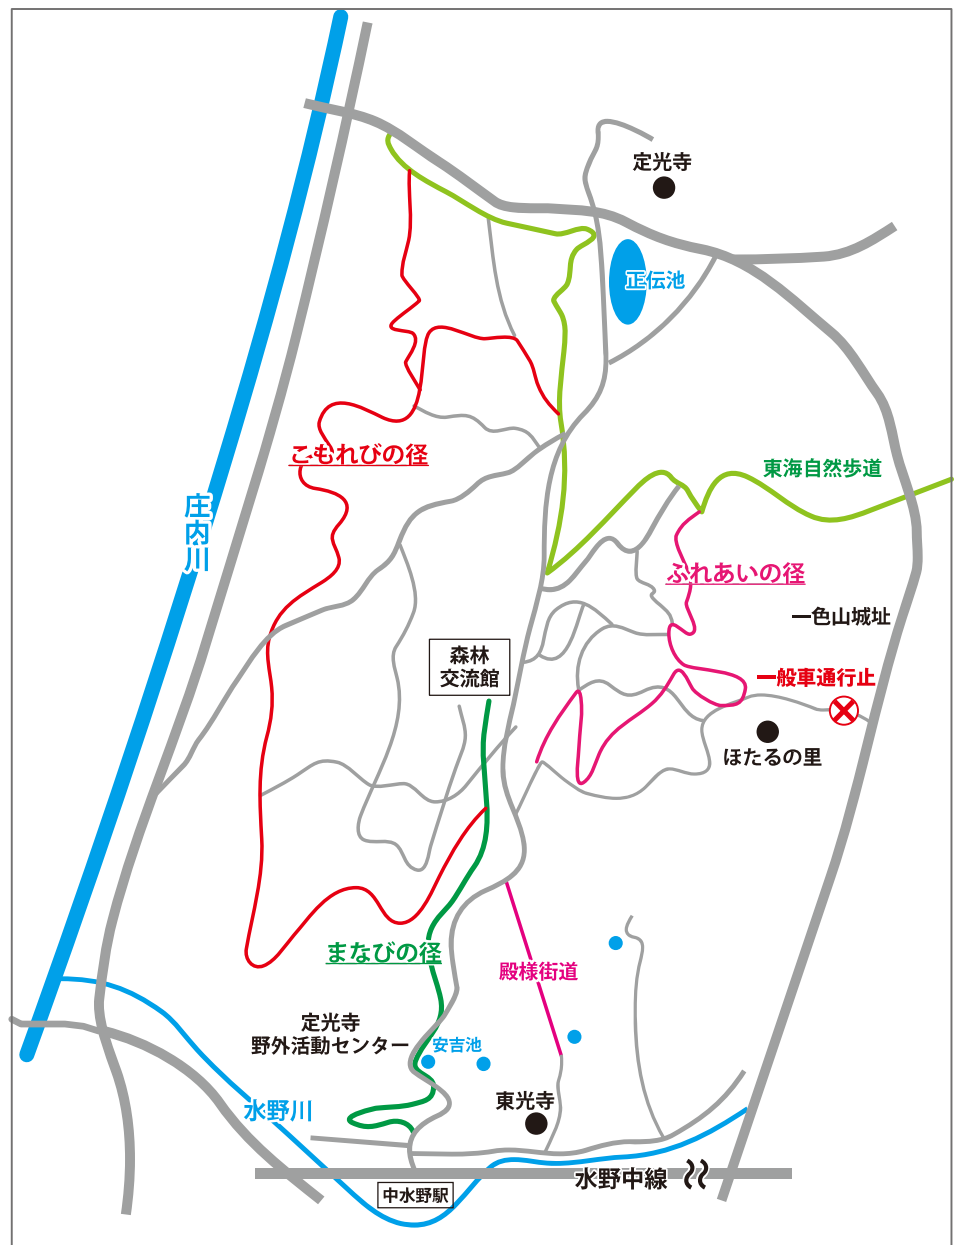 定光寺
正伝池
こもれびの径
東海自然歩道
庄内川
ふれあいの径
一色山城址
森林
交流館
一般車通行止
ほたるの里
まなびの径
殿様街道
定光寺
野外活動センター
安吉池
水野川
東光寺
水野中線
中水野駅